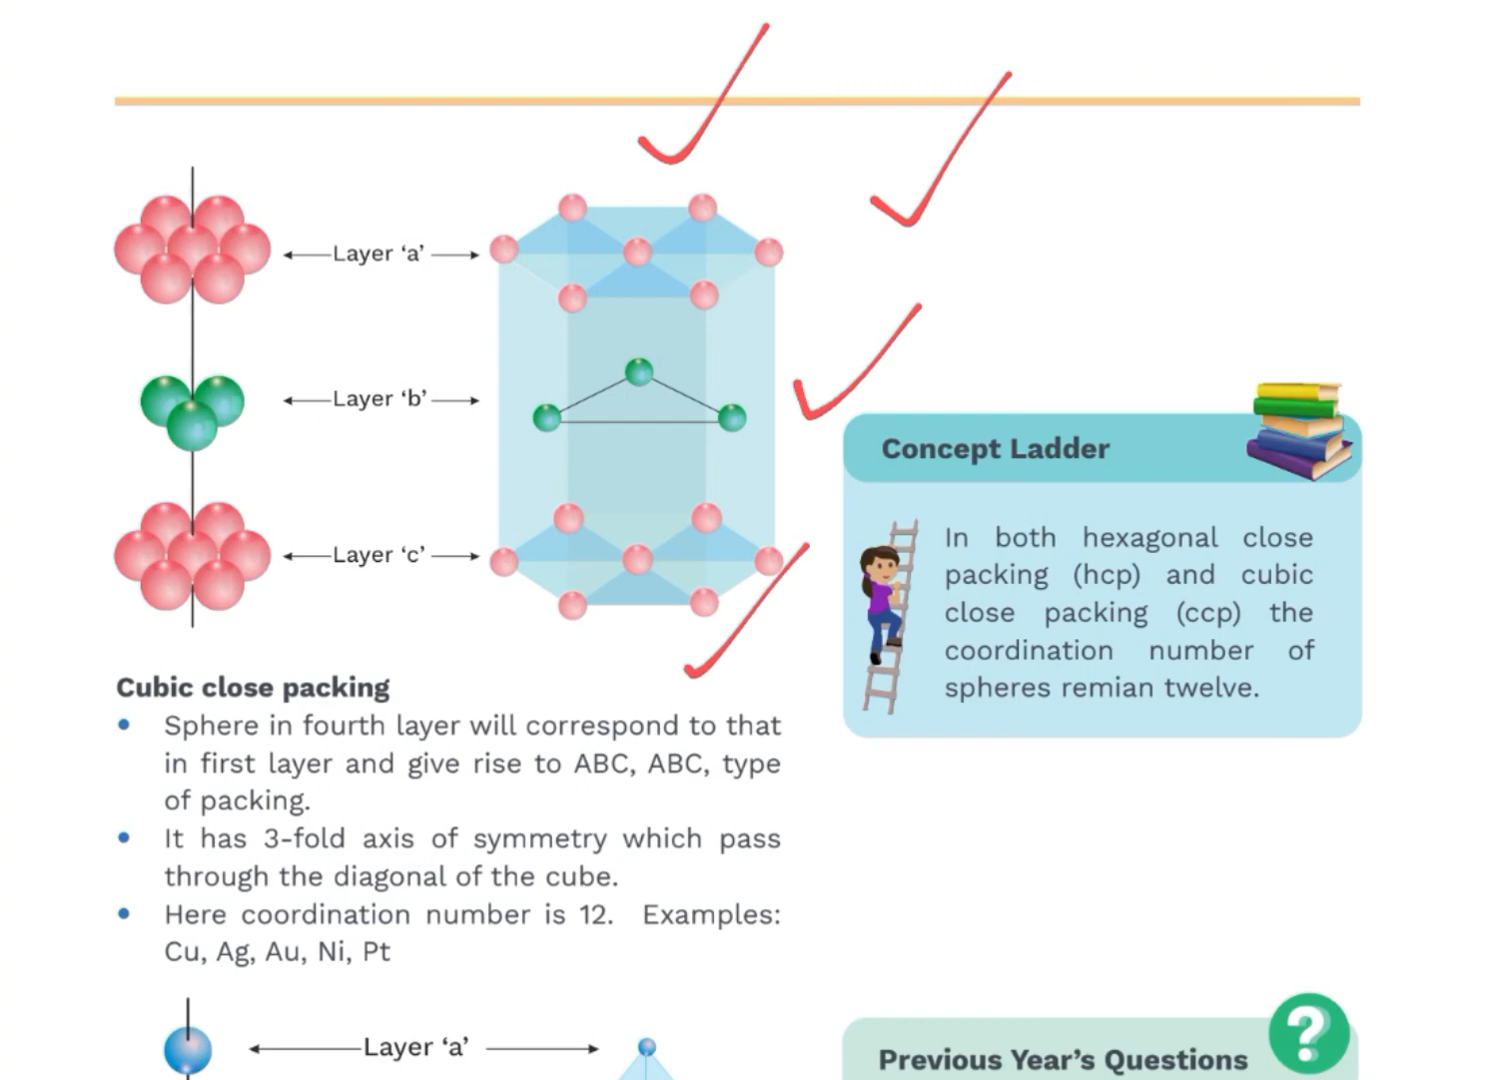 Layer ‘a’
Layer ‘b’
Layer ‘c’
Cubic close packing
• Sphere in fourth layer will correspond to that
in first layer and give rise to ABC, ABC, type
of packing.
• It has 3-fold axis of symmetry which pass
through the diagonal of the cube.
• Here coordination number is 12. Examples:
Cu, Ag, Au, Ni, Pt
Layer ‘a’
Concept Ladder
In both hexagonal close
packing (hcp) and cubic
close packing (ccp) the
coordination number of
spheres remian twelve.
?
Previous Year’s Questions